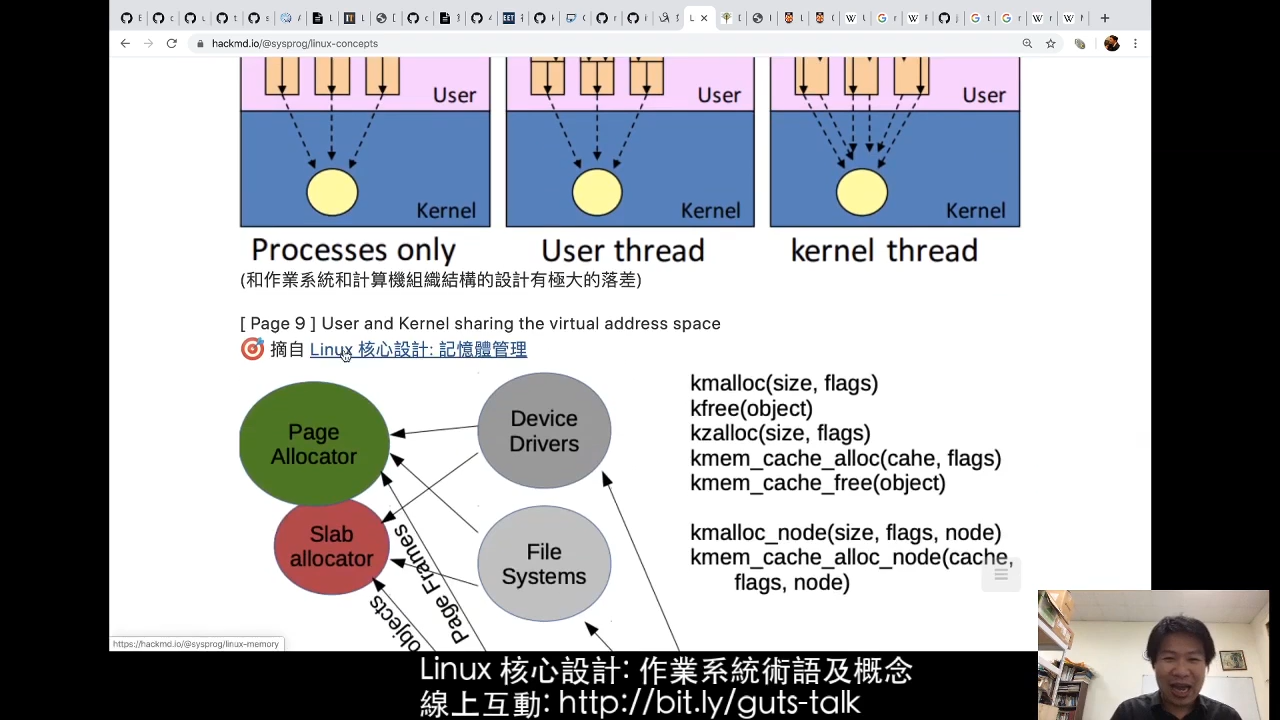 hackmd.io/@sysprog/linux-concepts
User
User
User
Kernel
Kernel
Kernel
Processes only
User thread
kernel thread
(和作業系統和計算機組織結構的設計有極大的落差)
[ Page 9 ] User and Kernel sharing the virtual address space
🎯 摘自 Linux 核心設計: 記憶體管理
Page
Allocator
Slab
allocator
Device
Drivers
File
Systems
Page Frames
objects
kmalloc(size, flags)
kfree(object)
kzalloc(size, flags)
kmem_cache_alloc(cahe, flags)
kmem_cache_free(object)
kmalloc_node(size, flags, node)
kmem_cache_alloc_node(cache,
flags, node)
https://hackmd.io/@sysprog/linux-memory
Linux 核心設計: 作業系統術語及概念
線上互動: http://bit.ly/guts-talk